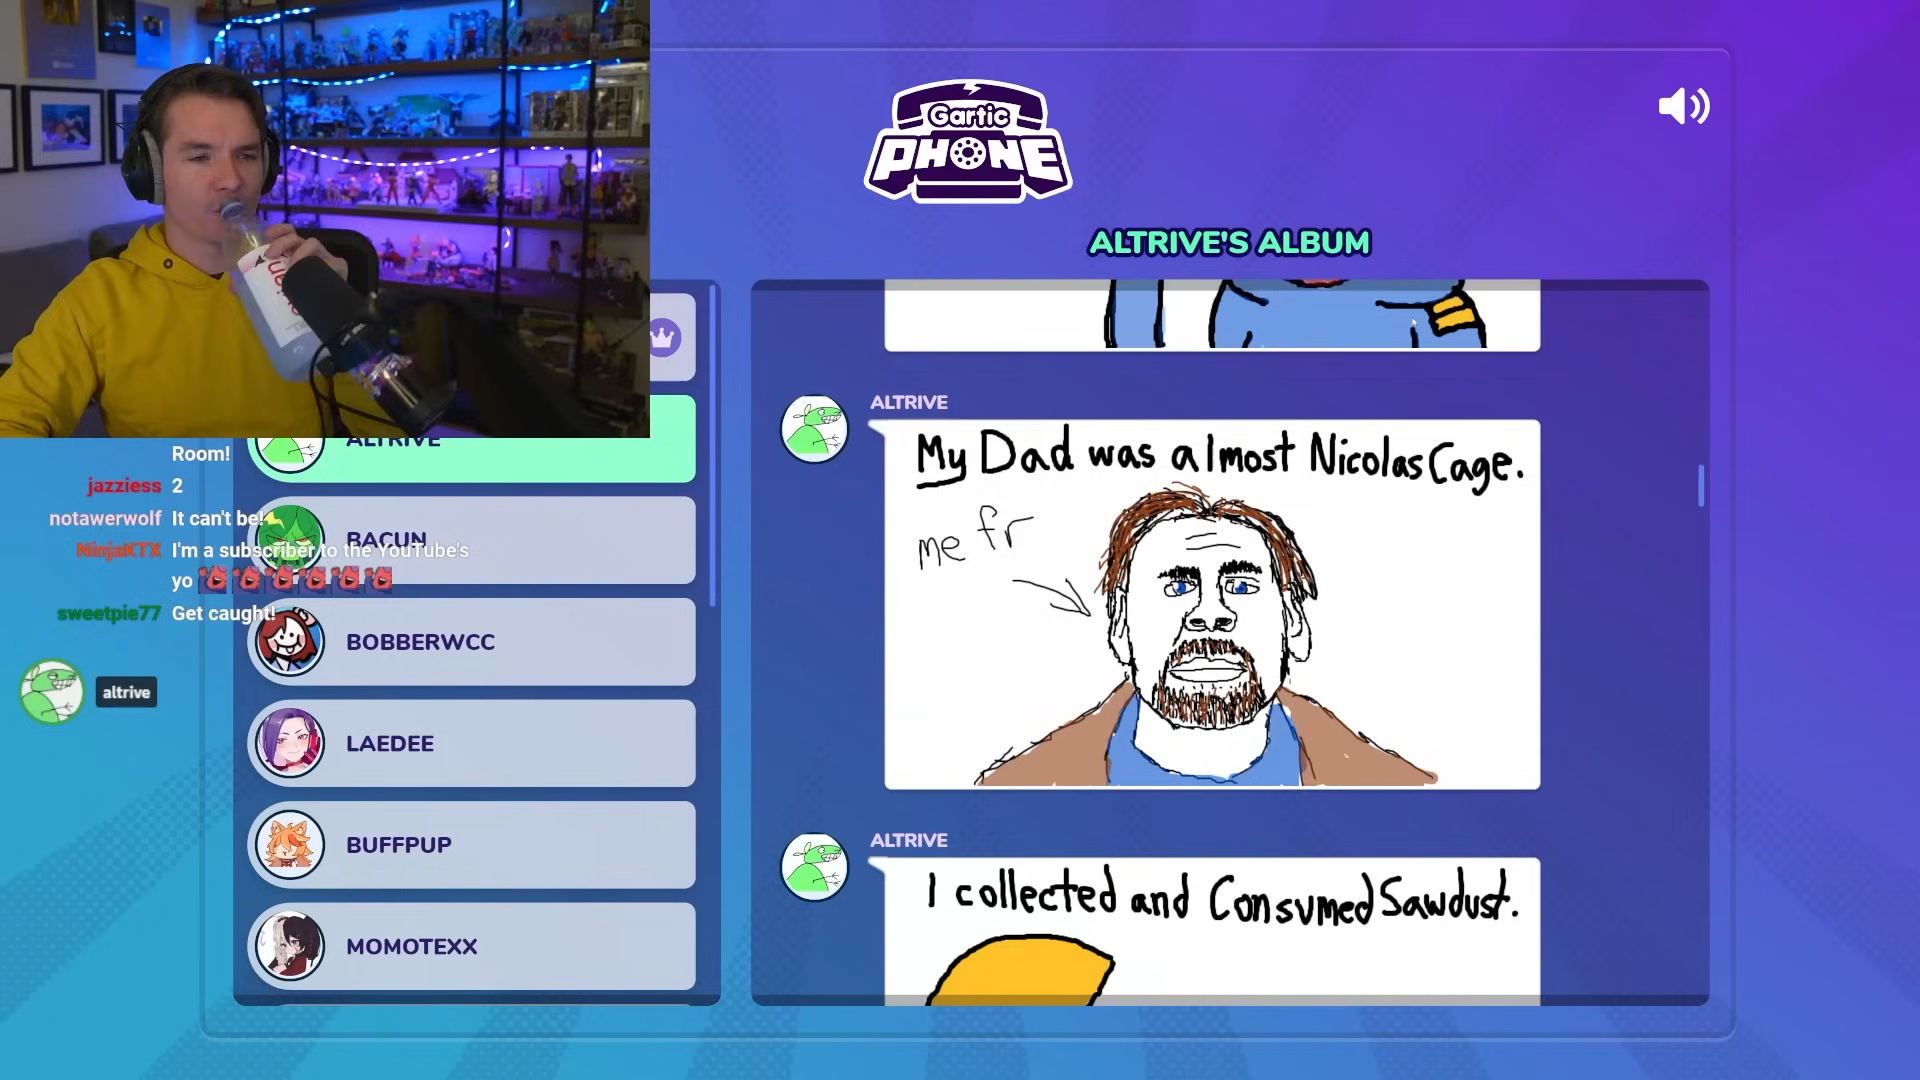 Gartic
PHONE
ALTRIVE'S ALBUM
ALTRIVE
My Dad was almost Nicolas Cage.
me fr
ALTRIVE
I collected and Consumed Sawdust.
ALTRIVE
BACUN
BOBBERWCC
LAEDEE
BUFFPUP
MOMOTEXX
Room!
jazziess 2
notawerwolf It can't be!
NinjaKTX I'm a subscriber to the YouTube's
yo
sweetpie77 Get caught!
altrive